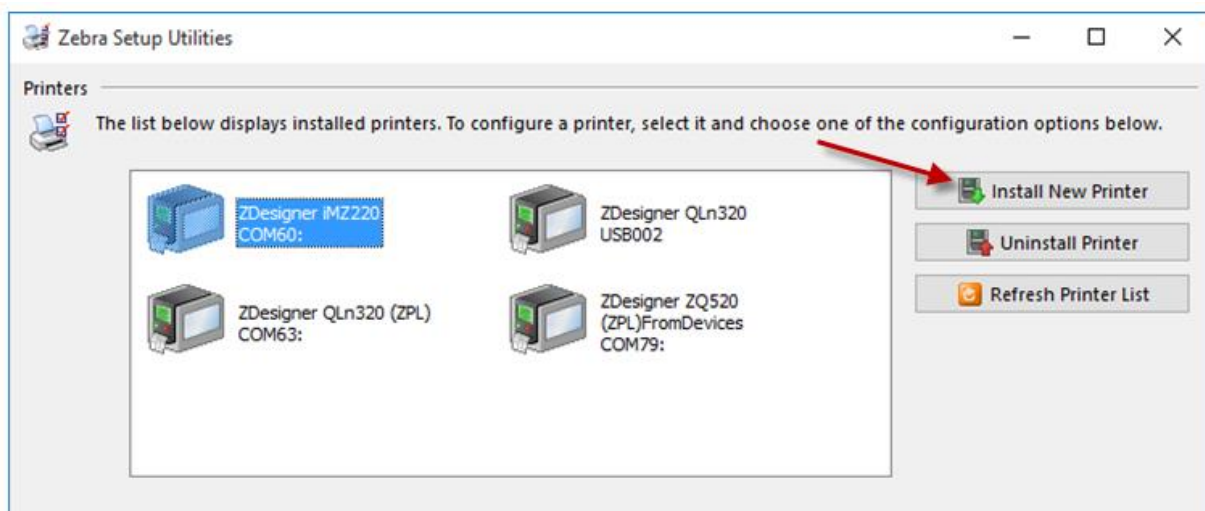 Zebra Setup Utilities
Printers
The list below displays installed printers. To configure a printer, select it and choose one of the configuration options below.
ZDesigner iMZ220
COM60:
ZDesigner QLn320
USB002
ZDesigner QLn320 (ZPL)
COM63:
ZDesigner ZQ520
(ZPL)FromDevices
COM79:
Install New Printer
Uninstall Printer
Refresh Printer List